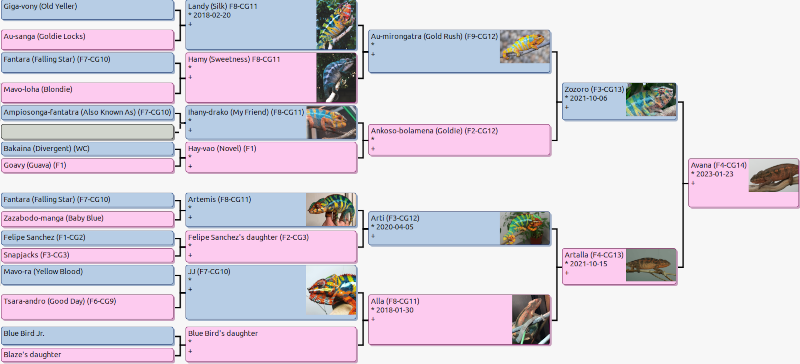 Giga-vony (Old Yeller)
Au-sanga (Goldie Locks)
Fantara (Falling Star) (F7-CG10)
Mavo-loha (Blondie)
Ampiosonga-fantatra (Also Known As) (F7-CG10)
Bakaina (Divergent) (WC)
Goavy (Guava) (F1)
Fantara (Falling Star) (F7-CG10)
Zazabodo-manga (Baby Blue)
Felipe Sanchez (F1-CG2)
Snapjacks (F3-CG3)
Mavo-ra (Yellow Blood)
Tsara-andro (Good Day) (F6-CG9)
Blue Bird Jr.
Blaze's daughter
Landy (Silk) F8-CG11
* 2018-02-20
+
Hamy (Sweetness) F8-CG11
*
+
Ihany-drako (My Friend) (F8-CG11)
*
+
Hay-vao (Novel) (F1)
*
+
Artemis (F8-CG11)
*
+
Felipe Sanchez's daughter (F2-CG3)
*
+
JJ (F7-CG10)
*
+
Blue Bird's daughter
*
+
Au-mirongatra (Gold Rush) (F9-CG12)
*
+
Ankoso-bolamena (Goldie) (F2-CG12)
*
+
Arti (F3-CG12)
* 2020-04-05
+
Alla (F8-CG11)
* 2018-01-30
+
Zozoro (F3-CG13)
* 2021-10-06
+
Artalla (F4-CG13)
* 2021-10-15
+
Avana (F4-CG14)
* 2023-01-23
+